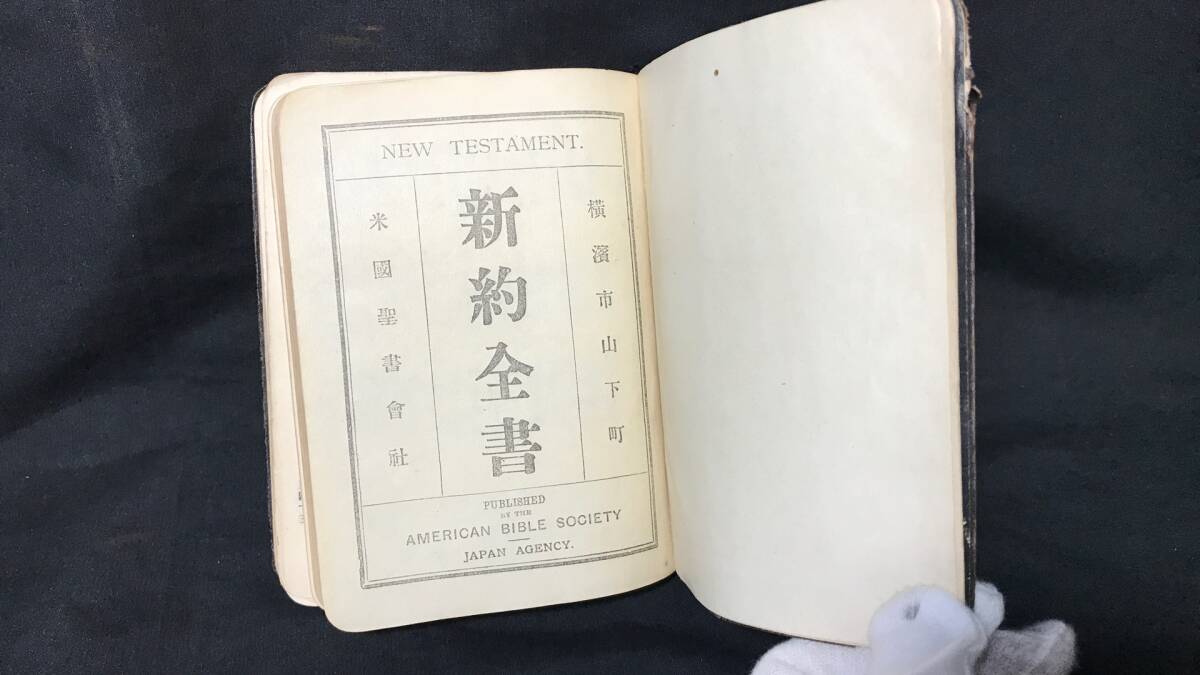 NEW TESTAMENT.
橫濱市山下町
新約全書
米國聖書會社
PUBLISHED
BY THE
AMERICAN BIBLE SOCIETY
JAPAN AGENCY.